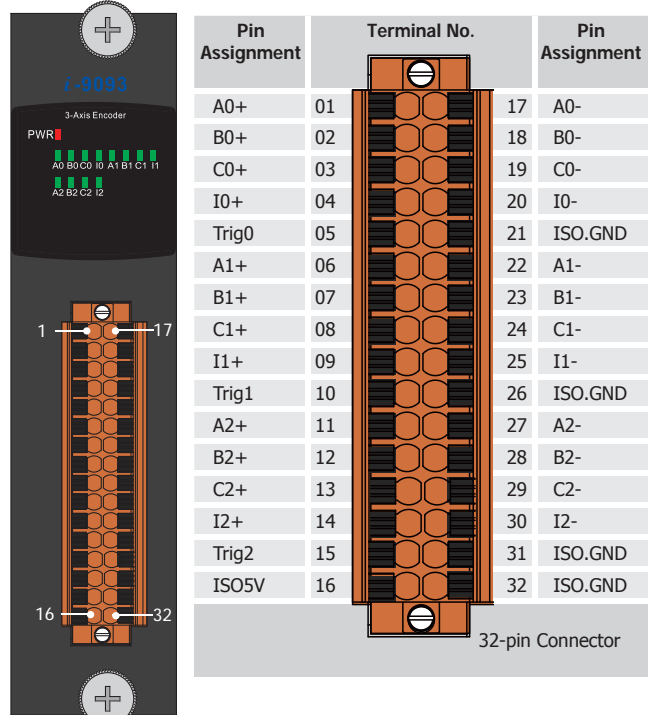 i-9093
3-Axis Encoder
PWR
A0 B0 C0 I0 A1 B1 C1 I1
A2 B2 C2 I2
1 17
16 32
Pin Assignment Terminal No. Pin Assignment
A0+ 01 17 A0-
B0+ 02 18 B0-
C0+ 03 19 C0-
I0+ 04 20 I0-
Trig0 05 21 ISO.GND
A1+ 06 22 A1-
B1+ 07 23 B1-
C1+ 08 24 C1-
I1+ 09 25 I1-
Trig1 10 26 ISO.GND
A2+ 11 27 A2-
B2+ 12 28 B2-
C2+ 13 29 C2-
I2+ 14 30 I2-
Trig2 15 31 ISO.GND
ISO5V 16 32 ISO.GND
32-pin Connector